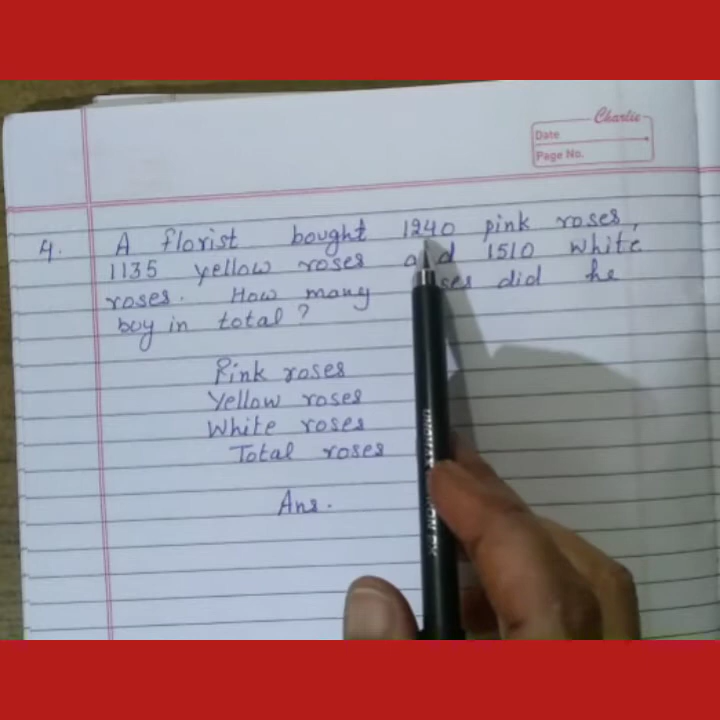 Charlie
Date
Page No.
4. A florist bought 1240 pink roses,
1135 yellow roses and 1510 white
roses. How many roses did he
buy in total?
Pink roses
Yellow roses
White roses
Total roses
Ans.